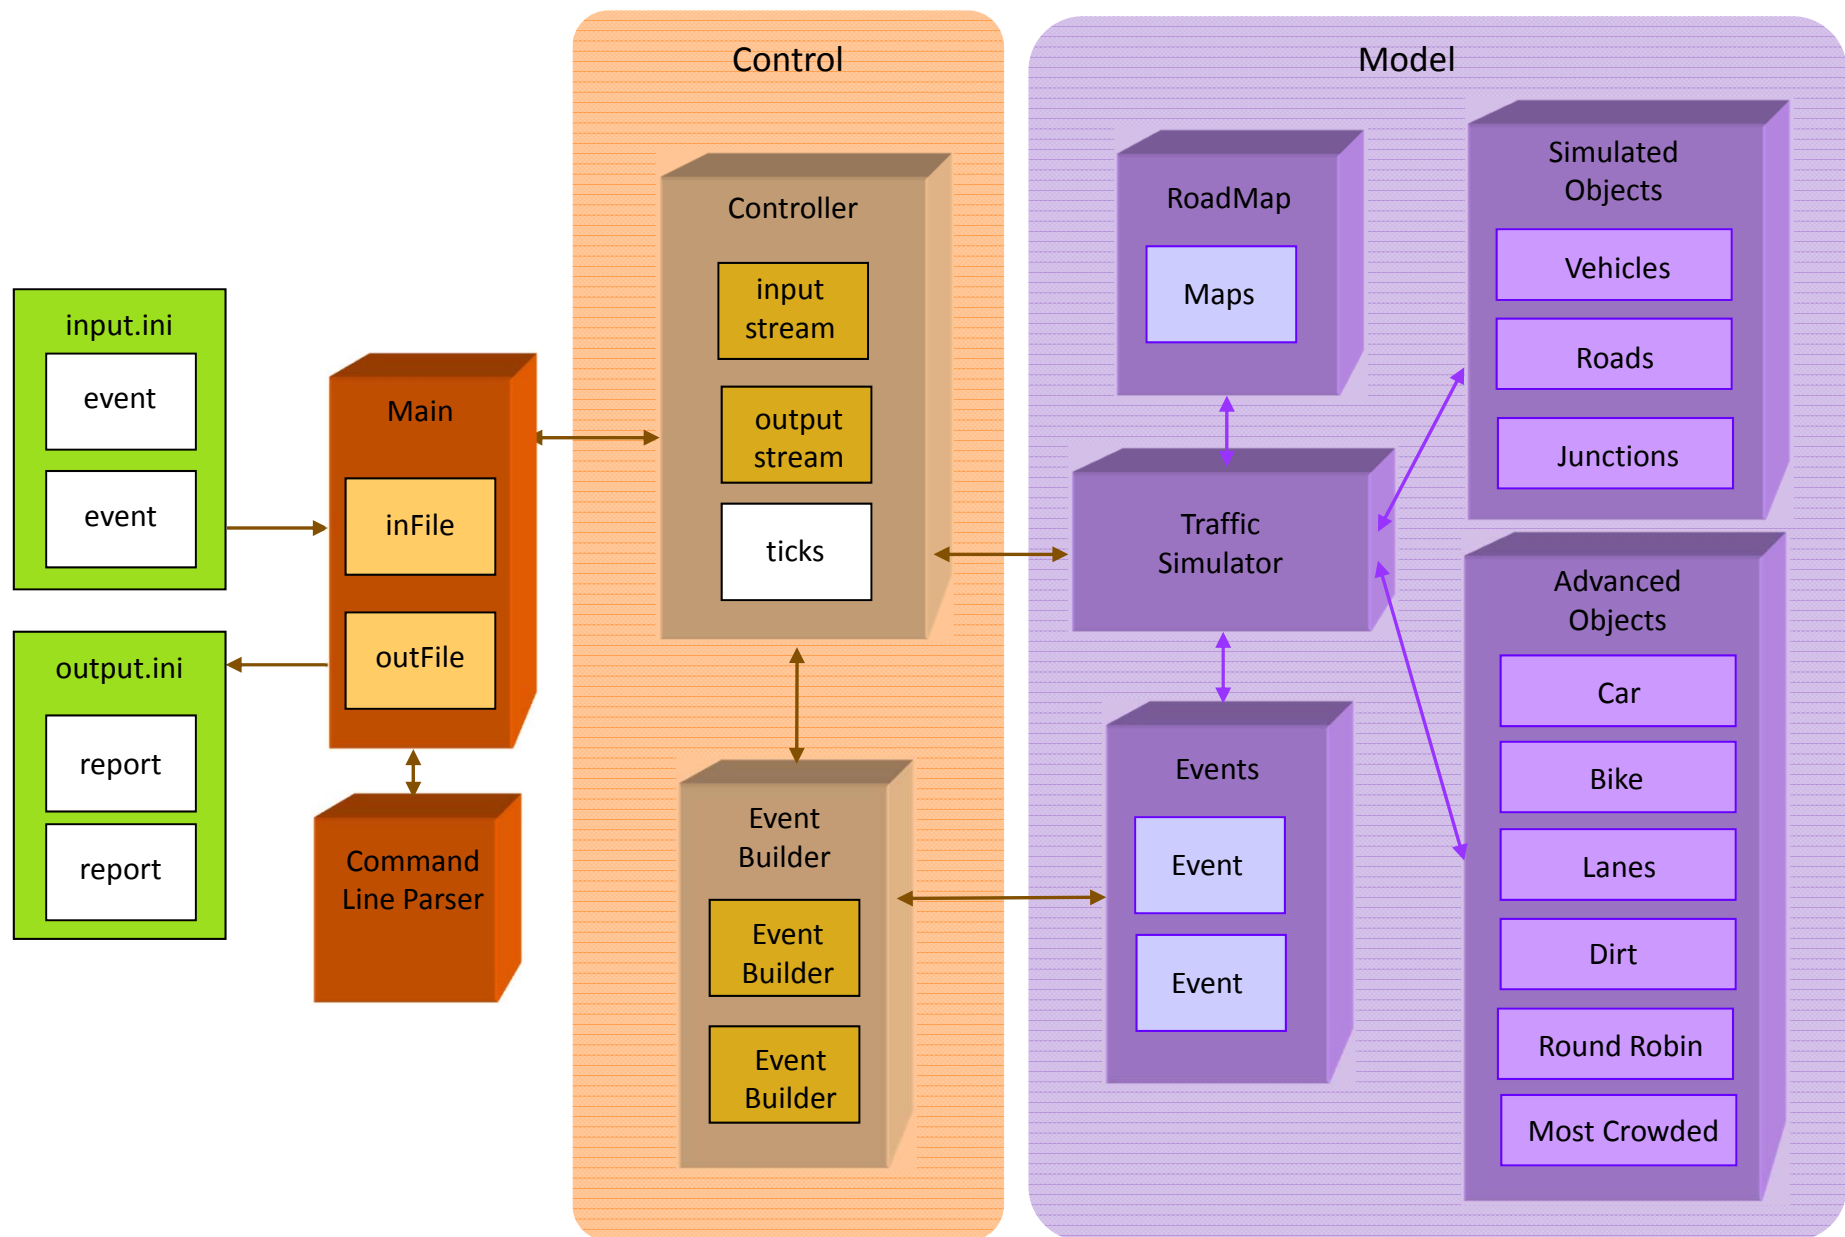 input.ini
event
event
output.ini
report
report
Main
inFile
outFile
Command
Line Parser
Control
Controller
input
stream
output
stream
ticks
Event
Builder
Event
Builder
Event
Builder
Model
RoadMap
Maps
Traffic
Simulator
Events
Event
Event
Simulated
Objects
Vehicles
Roads
Junctions
Advanced
Objects
Car
Bike
Lanes
Dirt
Round Robin
Most Crowded